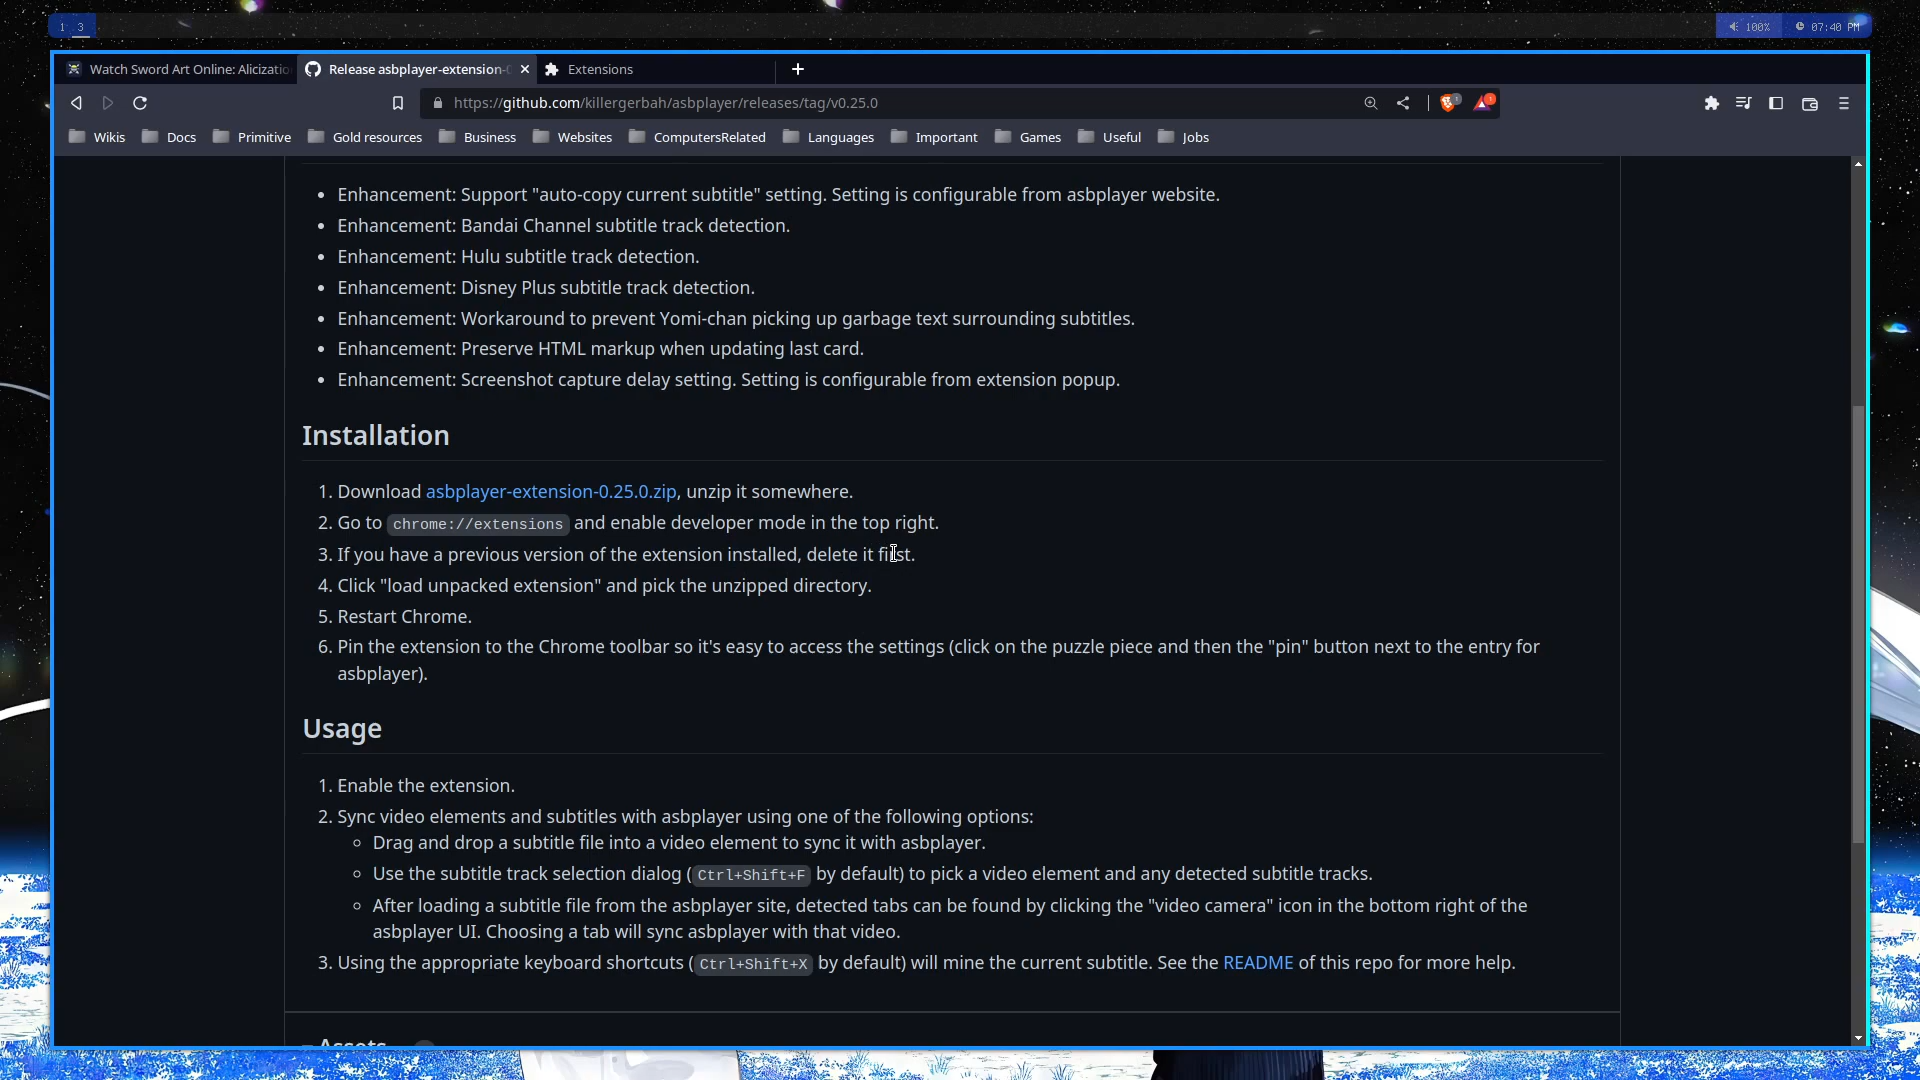 1 3
100% 07:40 PM
Watch Sword Art Online: Alicizatio
Release asbplayer-extension-0
Extensions
https://github.com/killergerbah/asbplayer/releases/tag/v0.25.0
Wikis Docs Primitive Gold resources Business Websites ComputersRelated Languages Important Games Useful Jobs
• Enhancement: Support "auto-copy current subtitle" setting. Setting is configurable from asbplayer website.
• Enhancement: Bandai Channel subtitle track detection.
• Enhancement: Hulu subtitle track detection.
• Enhancement: Disney Plus subtitle track detection.
• Enhancement: Workaround to prevent Yomi-chan picking up garbage text surrounding subtitles.
• Enhancement: Preserve HTML markup when updating last card.
• Enhancement: Screenshot capture delay setting. Setting is configurable from extension popup.
Installation
1. Download asbplayer-extension-0.25.0.zip, unzip it somewhere.
2. Go to chrome://extensions and enable developer mode in the top right.
3. If you have a previous version of the extension installed, delete it first.
4. Click "load unpacked extension" and pick the unzipped directory.
5. Restart Chrome.
6. Pin the extension to the Chrome toolbar so it's easy to access the settings (click on the puzzle piece and then the "pin" button next to the entry for
asbplayer).
Usage
1. Enable the extension.
2. Sync video elements and subtitles with asbplayer using one of the following options:
◦ Drag and drop a subtitle file into a video element to sync it with asbplayer.
◦ Use the subtitle track selection dialog (Ctrl+Shift+F by default) to pick a video element and any detected subtitle tracks.
◦ After loading a subtitle file from the asbplayer site, detected tabs can be found by clicking the "video camera" icon in the bottom right of the
asbplayer UI. Choosing a tab will sync asbplayer with that video.
3. Using the appropriate keyboard shortcuts (Ctrl+Shift+X by default) will mine the current subtitle. See the README of this repo for more help.
Assets